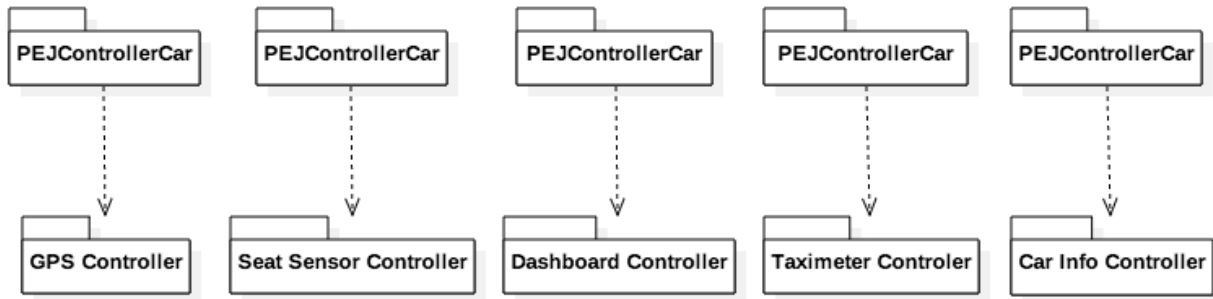 PEJControllerCar PEJControllerCar PEJControllerCar PEJControllerCar PEJControllerCar
GPS Controller Seat Sensor Controller Dashboard Controller Taximeter Controler Car Info Controller